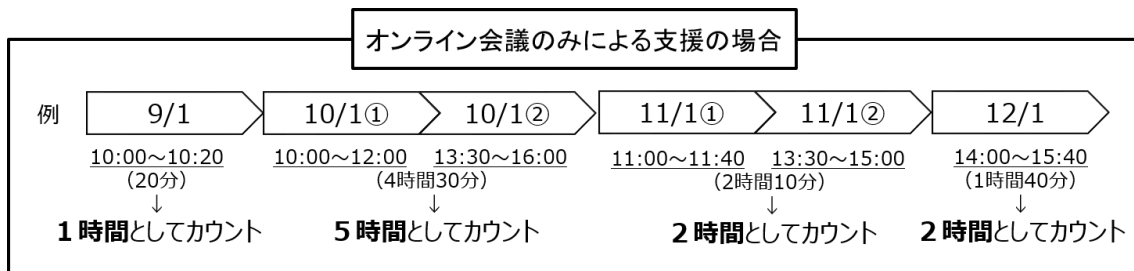 オンライン会議のみによる支援の場合
例 9/1 10/1① 10/1② 11/1① 11/1② 12/1
10:00～10:20 10:00～12:00 13:30～16:00 11:00～11:40 13:30～15:00 14:00～15:40
（20分） （4時間30分） （2時間10分） （1時間40分）
↓ ↓ ↓ ↓
1時間としてカウント 5時間としてカウント 2時間としてカウント 2時間としてカウント